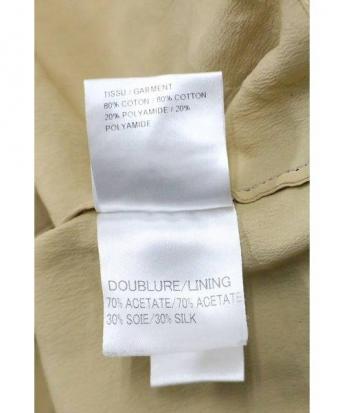 TISSU / GARMENT
80% COTON / 80% COTTON
20% POLYAMIDE / 20%
POLYAMIDE
DOUBLURE/LINING
70% ACETATE/70% ACETATE
30% SOIE/30% SILK